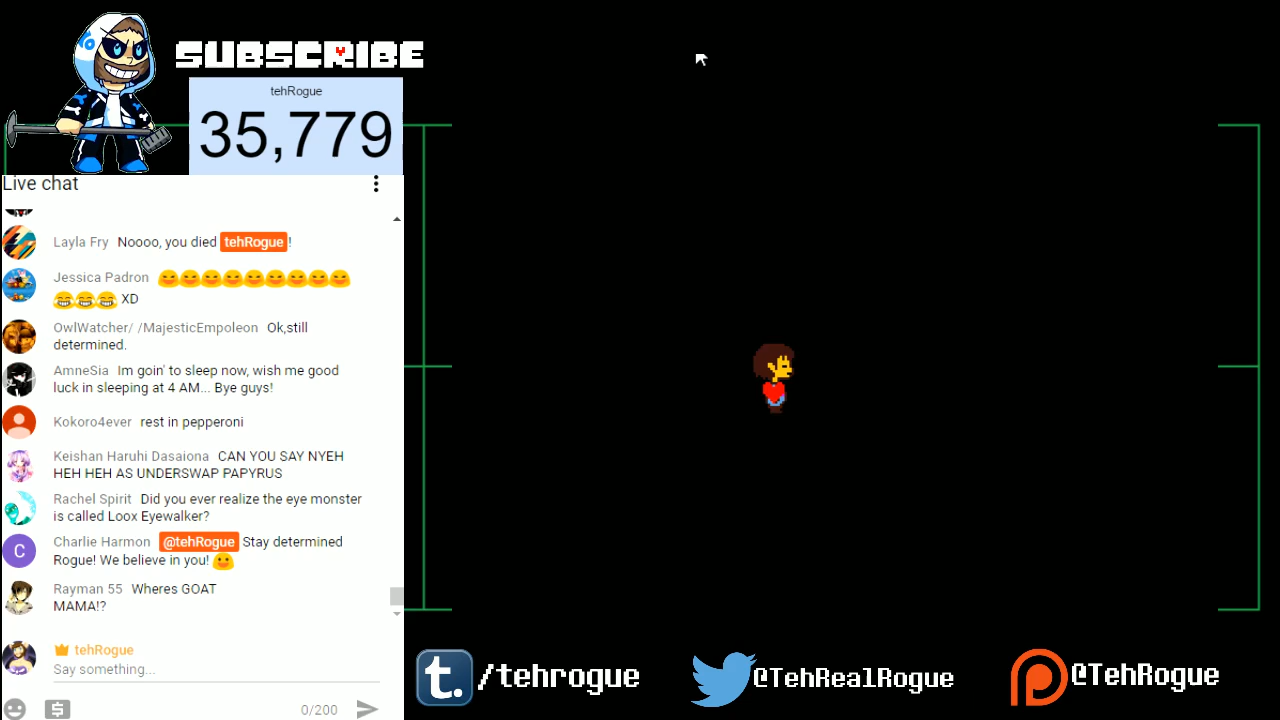 SUBSCRIBE
tehRogue
35,779
Live chat
Layla Fry Noooo, you died tehRogue !
Jessica Padron
XD
OwlWatcher/ /MajesticEmpoleon Ok,still
determined.
AmneSia Im goin' to sleep now, wish me good
luck in sleeping at 4 AM... Bye guys!
Kokoro4ever rest in pepperoni
Keishan Haruhi Dasaiona CAN YOU SAY NYEH
HEH HEH AS UNDERSWAP PAPYRUS
Rachel Spirit Did you ever realize the eye monster
is called Loox Eyewalker?
C
Charlie Harmon @tehRogue Stay determined
Rogue! We believe in you!
Rayman 55 Wheres GOAT
MAMA!?
tehRogue
Say something...
$
0/200
t. /tehrogue
@TehRealRogue
@TehRogue